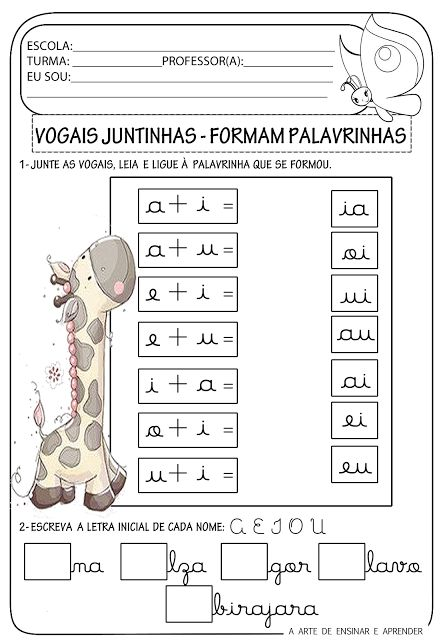 ESCOLA:
TURMA: PROFESSOR(A):
EU SOU:
VOGAIS JUNTINHAS - FORMAM PALAVRINHAS
1- JUNTE AS VOGAIS, LEIA E LIGUE À PALAVRINHA QUE SE FORMOU.
a + i = ia
a + u = oi
e + i = ui
e + u = au
i + a = ai
o + i = ei
u + i = eu
2- ESCREVA A LETRA INICIAL DE CADA NOME: A E I O U
na lza gor lavo
birajara
A ARTE DE ENSINAR E APRENDER